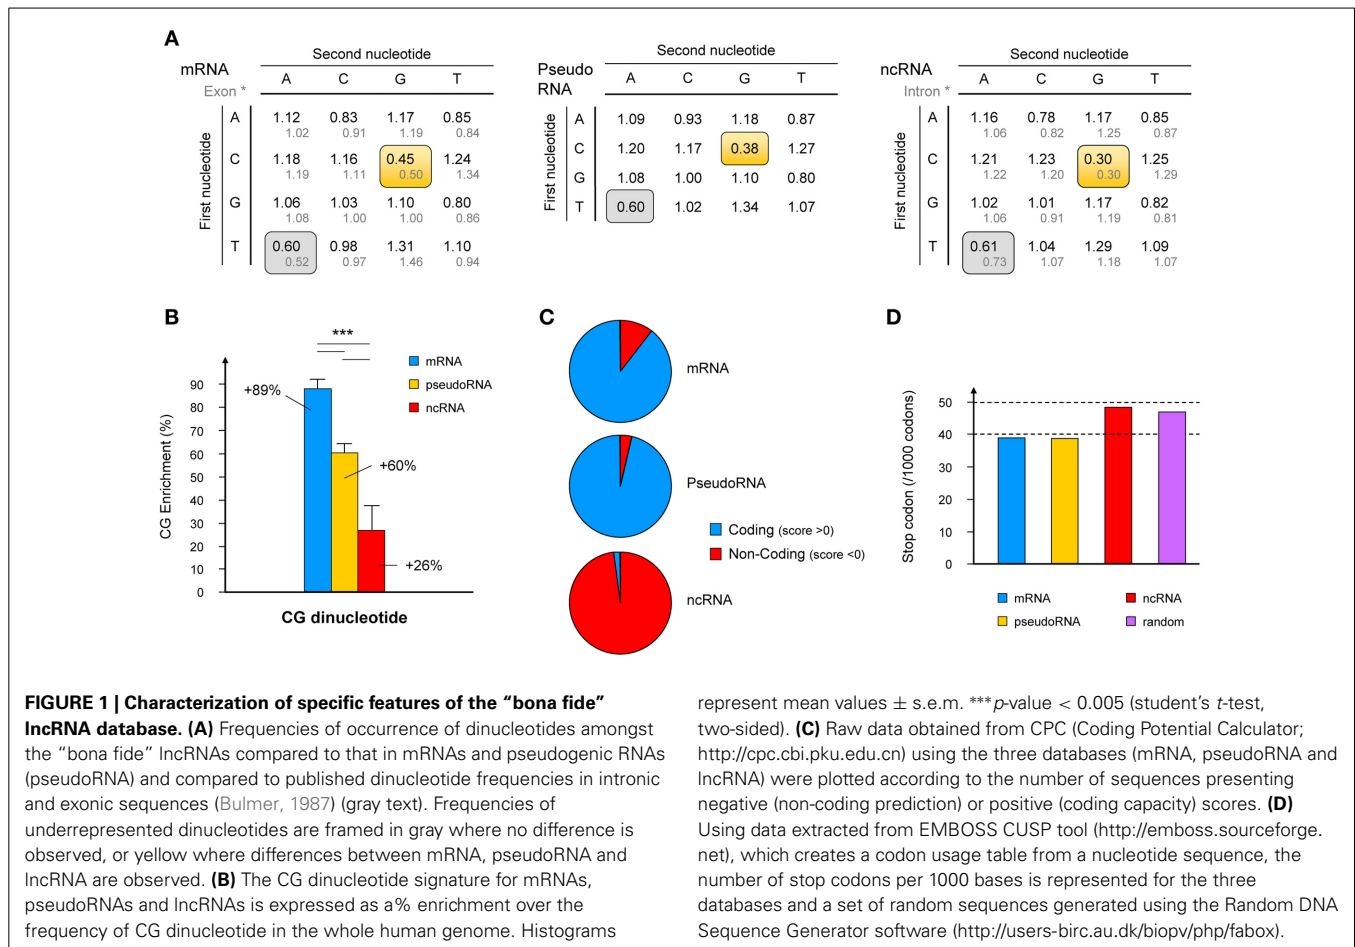 A
Second nucleotide
mRNA A C G T
Exon *
First nucleotide
A 1.12 0.83 1.17 0.85
1.02 0.91 1.19 0.84
C 1.18 1.16 0.45 1.24
1.19 1.11 0.50 1.34
G 1.06 1.03 1.10 0.80
1.08 1.00 1.00 0.86
T 0.60 0.98 1.31 1.10
0.52 0.97 1.46 0.94
Second nucleotide
Pseudo
RNA A C G T
First nucleotide
A 1.09 0.93 1.18 0.87
C 1.20 1.17 0.38 1.27
G 1.08 1.00 1.10 0.80
T 0.60 1.02 1.34 1.07
Second nucleotide
ncRNA A C G T
Intron *
First nucleotide
A 1.16 0.78 1.17 0.85
1.06 0.82 1.25 0.87
C 1.21 1.23 0.30 1.25
1.22 1.20 0.30 1.29
G 1.02 1.01 1.17 0.82
1.06 0.91 1.19 0.81
T 0.61 1.04 1.29 1.09
0.73 1.07 1.18 1.07
B
***
CG Enrichment (%)
90
80
70
60
50
40
30
20
10
0
+89%
+60%
+26%
mRNA
pseudoRNA
ncRNA
CG dinucleotide
C
mRNA
PseudoRNA
Coding (score >0)
Non-Coding (score <0)
ncRNA
D
Stop codon (/1000 codons)
50
40
30
20
10
0
mRNA ncRNA
pseudoRNA random
FIGURE 1 | Characterization of specific features of the “bona fide”
lncRNA database. (A) Frequencies of occurrence of dinucleotides amongst
the “bona fide” lncRNAs compared to that in mRNAs and pseudogenic RNAs
(pseudoRNA) and compared to published dinucleotide frequencies in intronic
and exonic sequences (Bulmer, 1987) (gray text). Frequencies of
underrepresented dinucleotides are framed in gray where no difference is
observed, or yellow where differences between mRNA, pseudoRNA and
lncRNA are observed. (B) The CG dinucleotide signature for mRNAs,
pseudoRNAs and lncRNAs is expressed as a% enrichment over the
frequency of CG dinucleotide in the whole human genome. Histograms
represent mean values ± s.e.m. ***p-value < 0.005 (student’s t-test,
two-sided). (C) Raw data obtained from CPC (Coding Potential Calculator;
http://cpc.cbi.pku.edu.cn) using the three databases (mRNA, pseudoRNA and
lncRNA) were plotted according to the number of sequences presenting
negative (non-coding prediction) or positive (coding capacity) scores. (D)
Using data extracted from EMBOSS CUSP tool (http://emboss.sourceforge.
net), which creates a codon usage table from a nucleotide sequence, the
number of stop codons per 1000 bases is represented for the three
databases and a set of random sequences generated using the Random DNA
Sequence Generator software (http://users-birc.au.dk/biopv/php/fabox).